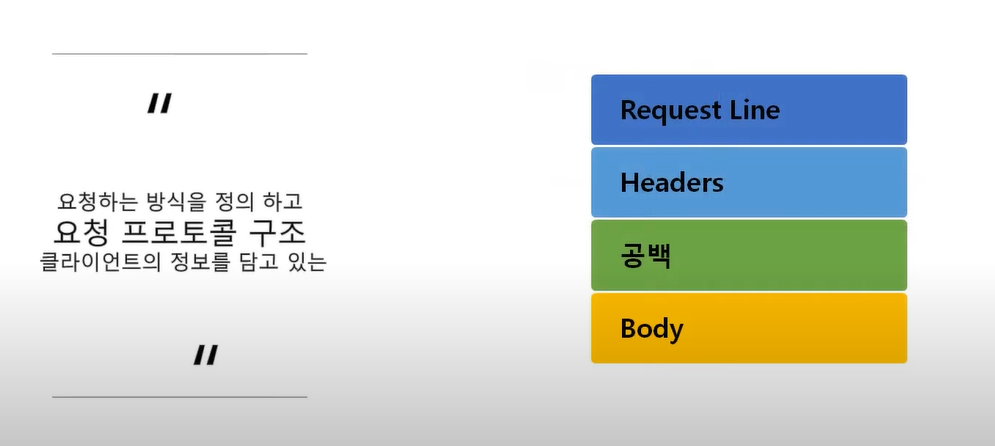 "
요청하는 방식을 정의 하고
요청 프로토콜 구조
클라이언트의 정보를 담고 있는
"
Request Line
Headers
공백
Body